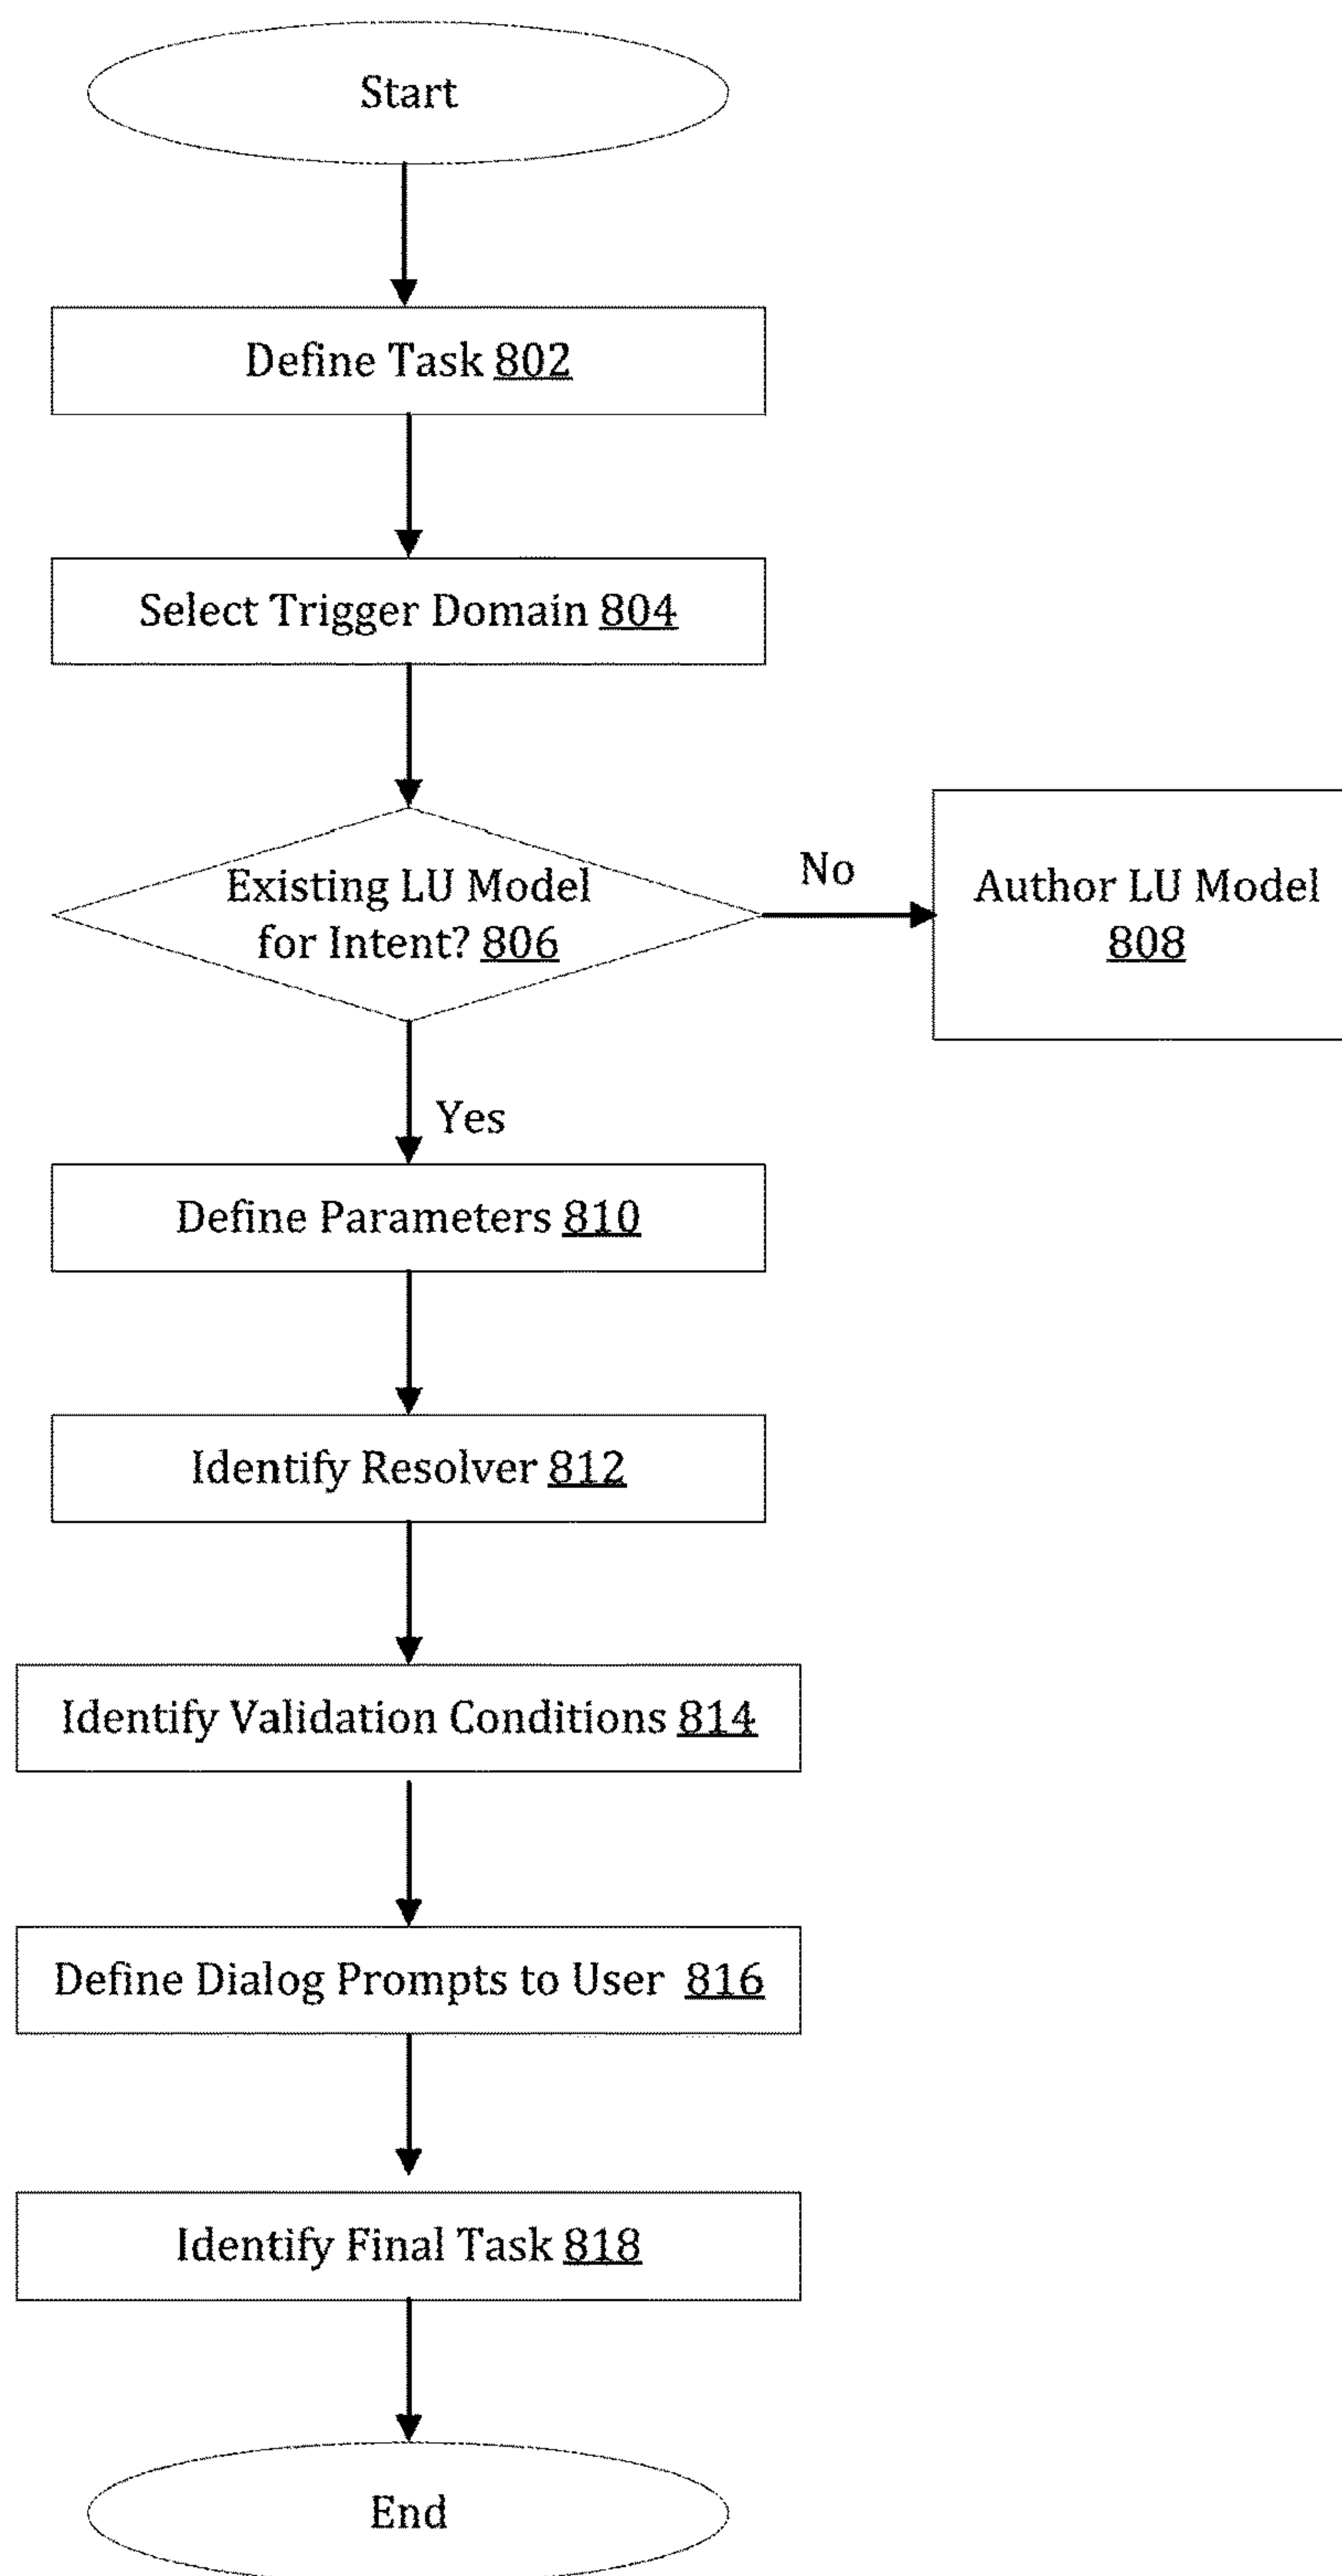 Start
Define Task 802
Select Trigger Domain 804
Existing LU Model
for Intent? 806
No
Author LU Model
808
Yes
Define Parameters 810
Identify Resolver 812
Identify Validation Conditions 814
Define Dialog Prompts to User 816
Identify Final Task 818
End